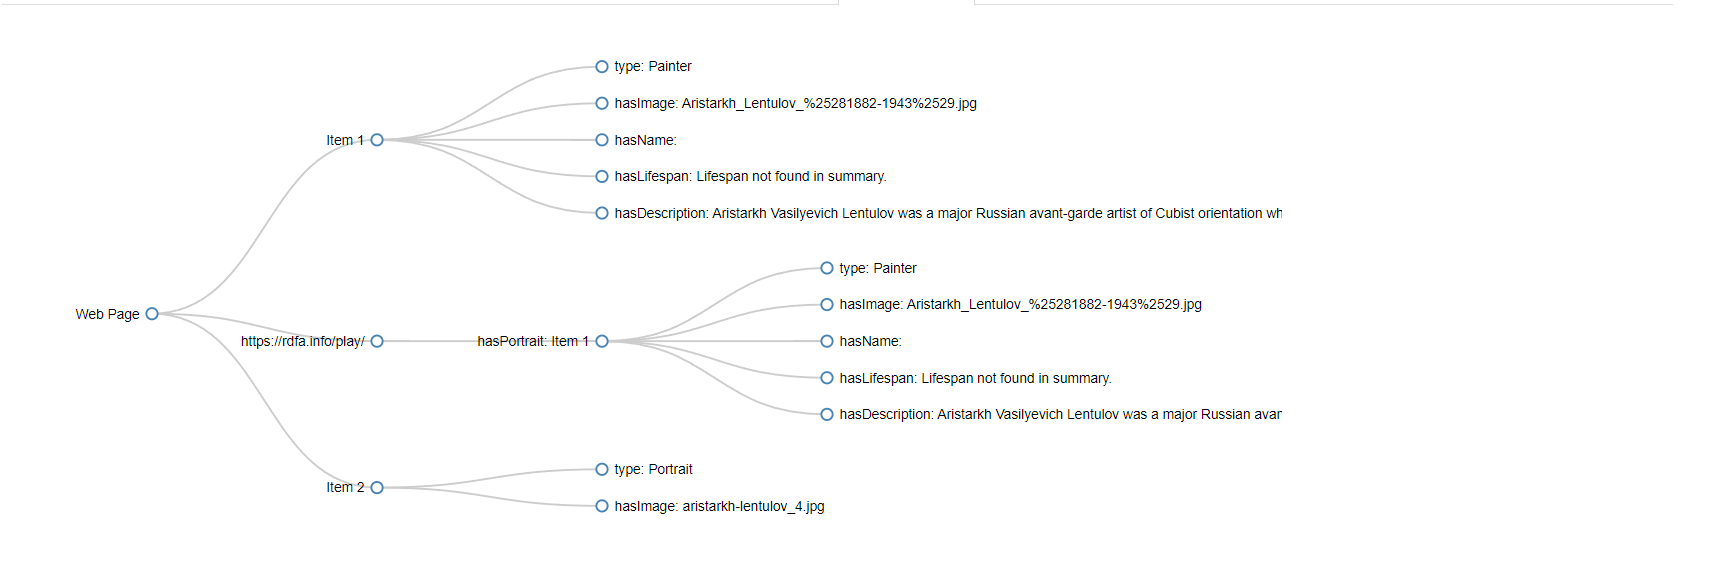 type: Painter
hasImage: Aristarkh_Lentulov_%25281882-1943%2529.jpg
Item 1
hasName:
hasLifespan: Lifespan not found in summary.
hasDescription: Aristarkh Vasilyevich Lentulov was a major Russian avant-garde artist of Cubist orientation wh
type: Painter
hasImage: Aristarkh_Lentulov_%25281882-1943%2529.jpg
Web Page
https://rdfa.info/play/
hasPortrait: Item 1
hasName:
hasLifespan: Lifespan not found in summary.
hasDescription: Aristarkh Vasilyevich Lentulov was a major Russian avar
type: Portrait
Item 2
hasImage: aristarkh-lentulov_4.jpg